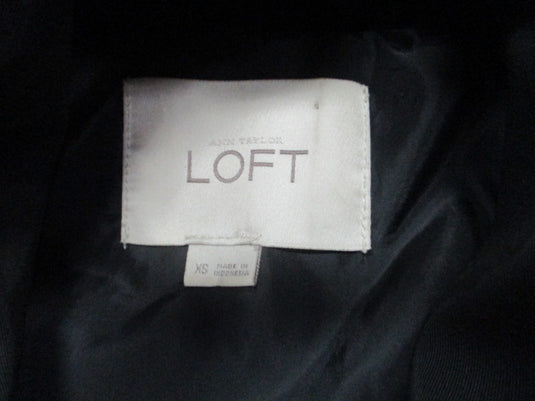 ANN TAYLOR
LOFT
XS
MADE IN
INDONESIA